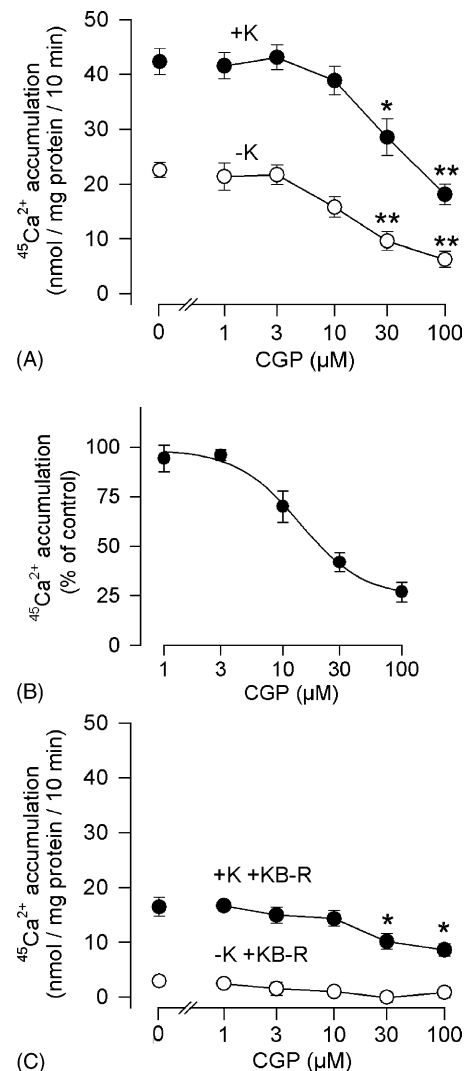 50
+K
40
*
30
-K
**
20
**
10
**
0
0 1 3 10 30 100
CGP (µM)
⁴⁵Ca²⁺ accumulation
(nmol / mg protein / 10 min)
(A)
100
75
50
25
0
1 3 10 30 100
CGP (µM)
⁴⁵Ca²⁺ accumulation
(% of control)
(B)
50
40
30
20
+K +KB-R
* *
10
-K +KB-R
0
0 1 3 10 30 100
CGP (µM)
⁴⁵Ca²⁺ accumulation
(nmol / mg protein / 10 min)
(C)